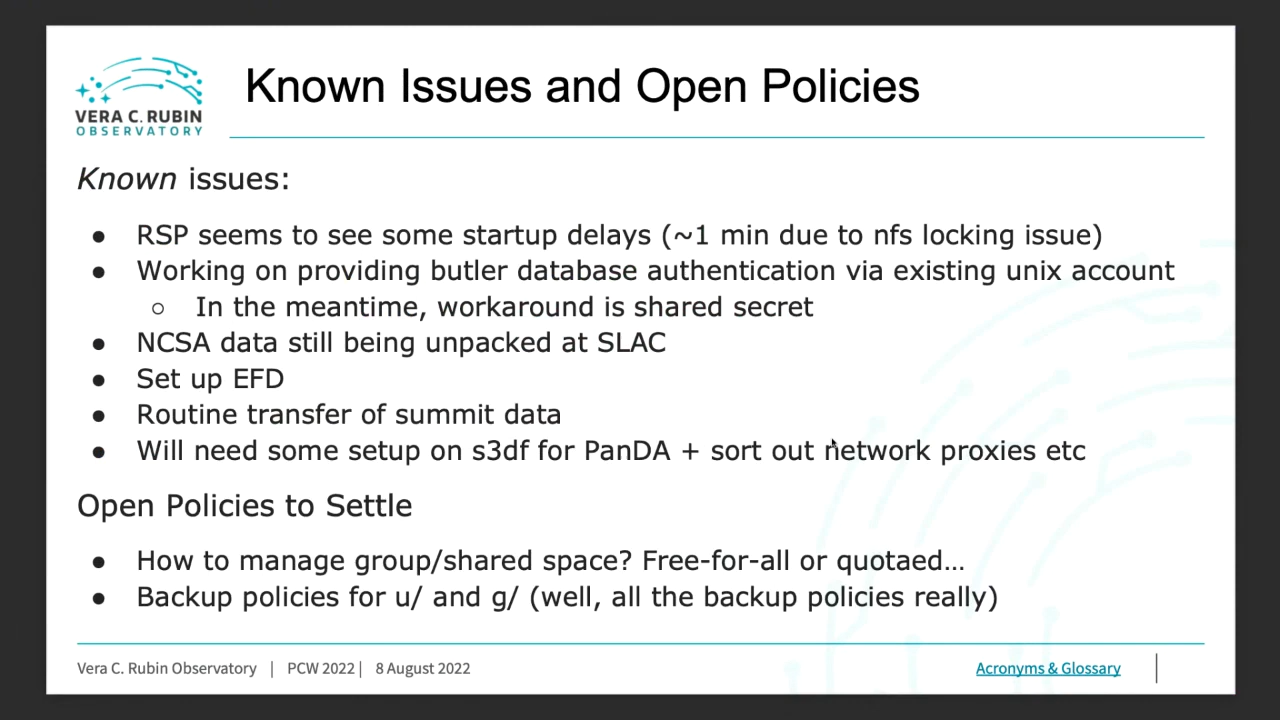 VERA C. RUBIN
OBSERVATORY
Known Issues and Open Policies
Known issues:
● RSP seems to see some startup delays (~1 min due to nfs locking issue)
● Working on providing butler database authentication via existing unix account
○ In the meantime, workaround is shared secret
● NCSA data still being unpacked at SLAC
● Set up EFD
● Routine transfer of summit data
● Will need some setup on s3df for PanDA + sort out network proxies etc
Open Policies to Settle
● How to manage group/shared space? Free-for-all or quotaed…
● Backup policies for u/ and g/ (well, all the backup policies really)
Vera C. Rubin Observatory | PCW 2022 | 8 August 2022 Acronyms & Glossary |